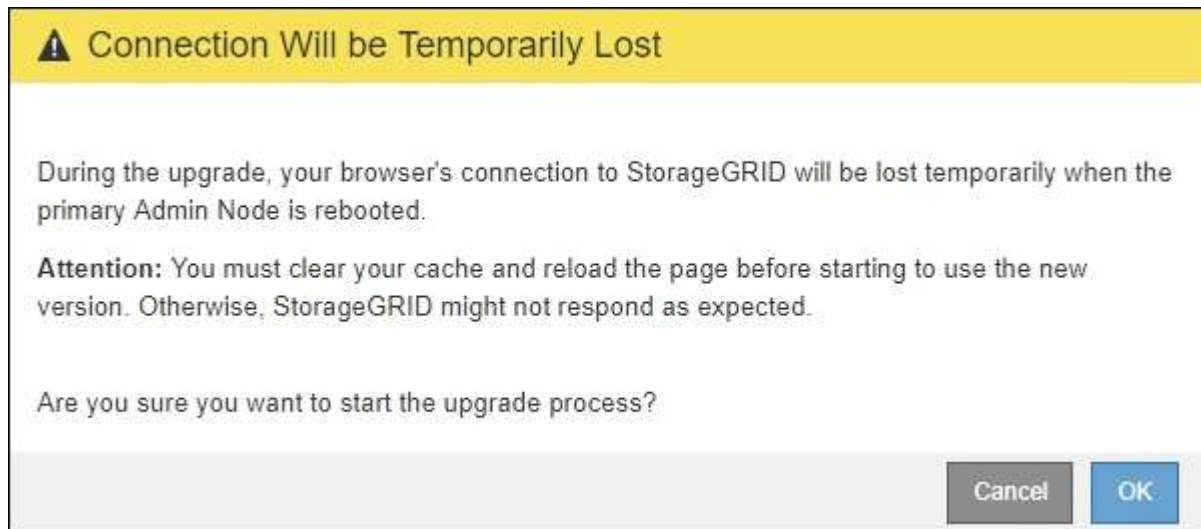 Connection Will be Temporarily Lost
During the upgrade, your browser's connection to StorageGRID will be lost temporarily when the
primary Admin Node is rebooted.
Attention: You must clear your cache and reload the page before starting to use the new
version. Otherwise, StorageGRID might not respond as expected.
Are you sure you want to start the upgrade process?
Cancel
OK